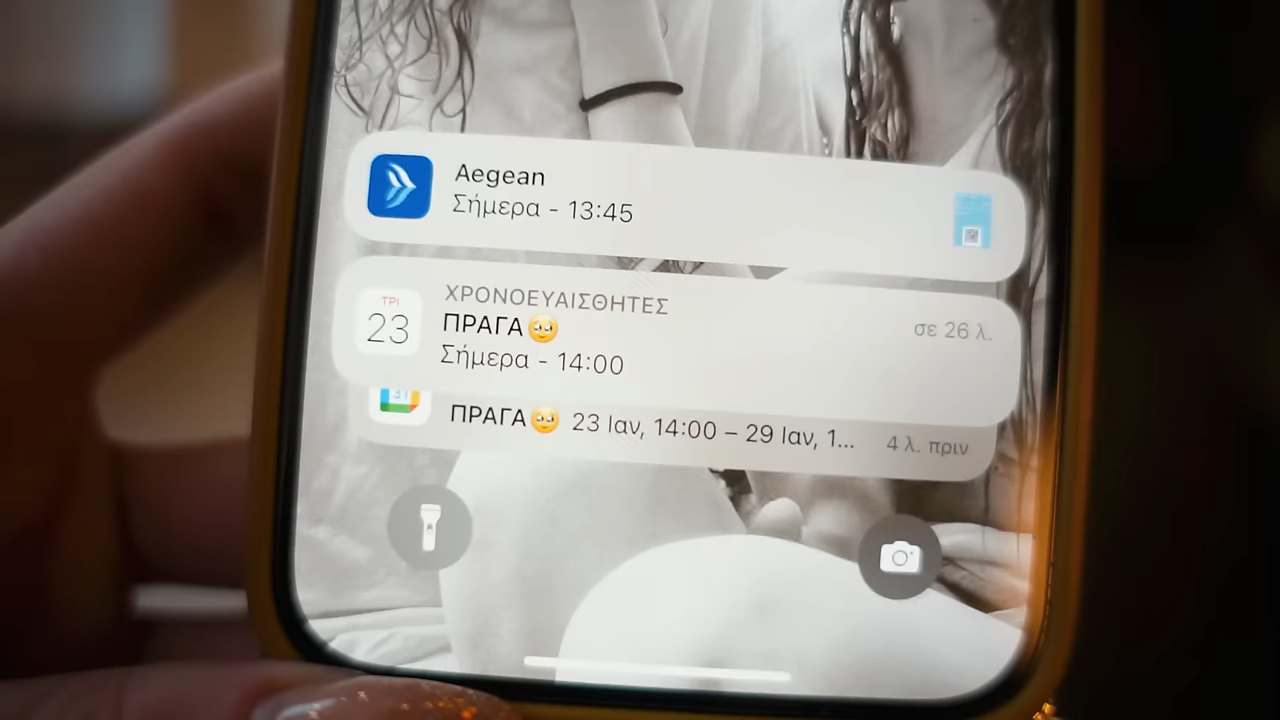 Aegean
Σήμερα - 13:45
ΤΡΙ
23
ΧΡΟΝΟΕΥΑΙΣΘΗΤΕΣ
ΠΡΑΓΑ🥹
σε 26 λ.
Σήμερα - 14:00
31
ΠΡΑΓΑ🥹 23 Ιαν, 14:00 – 29 Ιαν, 1...
4 λ. πριν